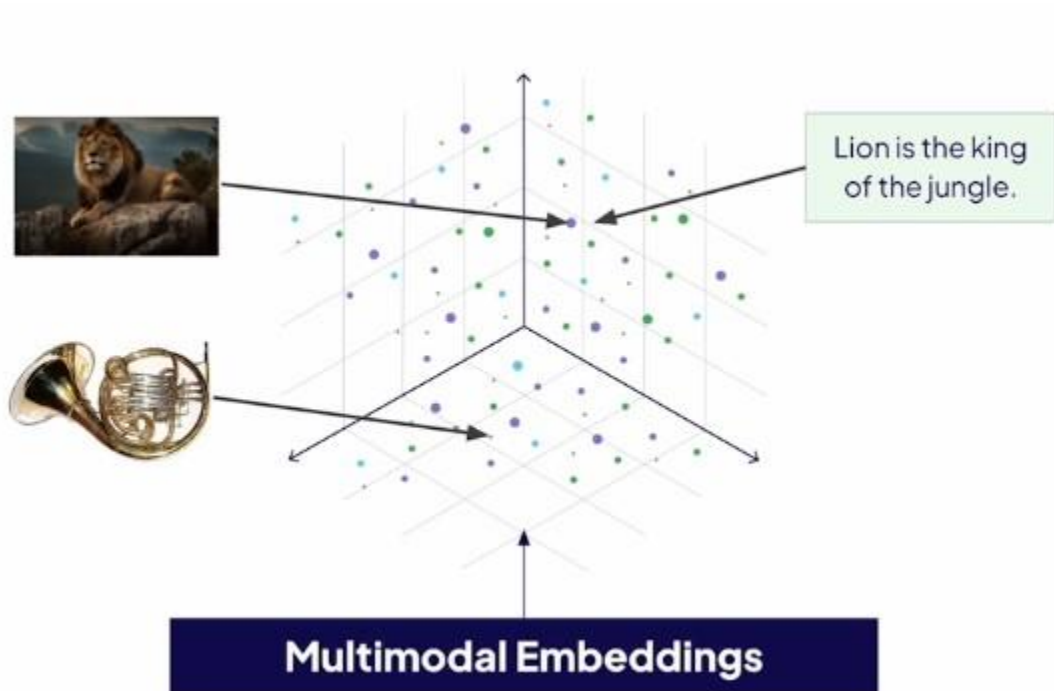 Lion is the king
of the jungle.
Multimodal Embeddings